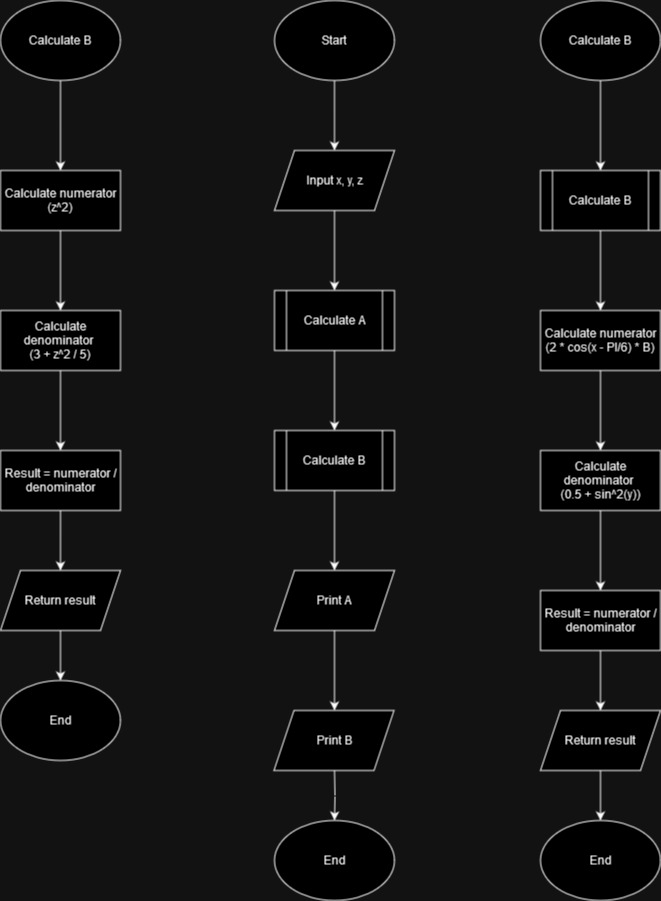 Calculate B
Calculate numerator
(z^2)
Calculate
denominator
(3 + z^2 / 5)
Result = numerator /
denominator
Return result
End
Start
Input x, y, z
Calculate A
Calculate B
Print A
Print B
End
Calculate B
Calculate B
Calculate numerator
(2 * cos(x - PI/6) * B)
Calculate
denominator
(0.5 + sin^2(y))
Result = numerator /
denominator
Return result
End